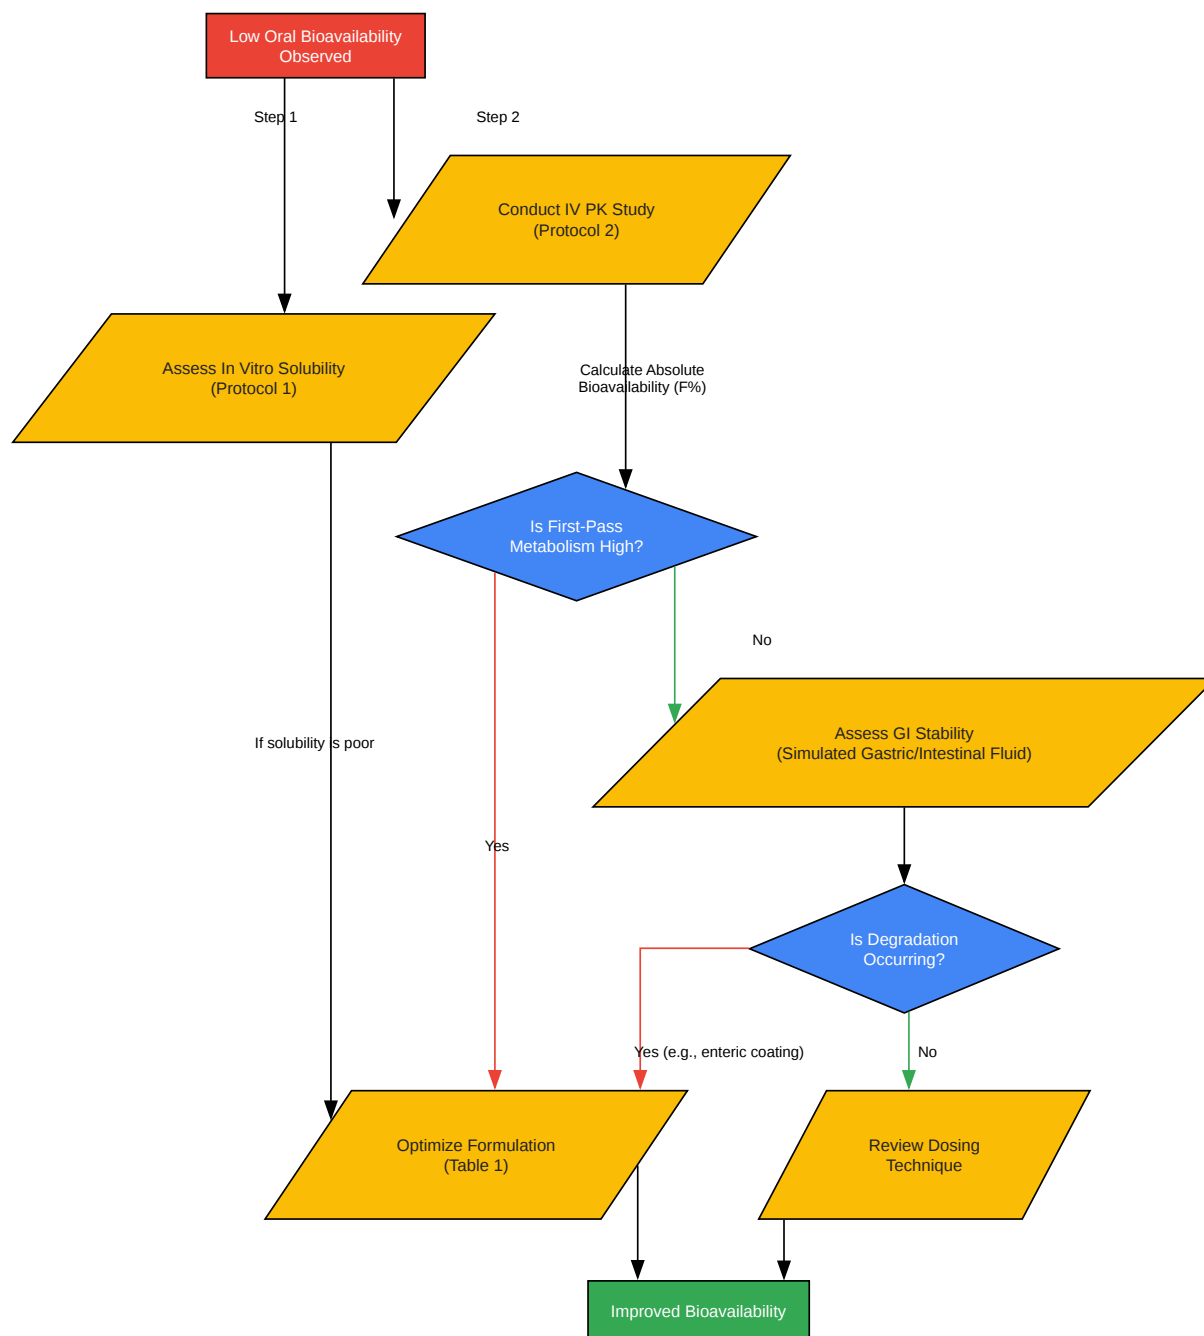 Low Oral Bioavailability
Observed
Step 1
Step 2
Conduct IV PK Study
(Protocol 2)
Assess In Vitro Solubility
(Protocol 1)
Calculate Absolute
Bioavailability (F%)
Is First-Pass
Metabolism High?
No
Assess GI Stability
(Simulated Gastric/Intestinal Fluid)
If solubility is poor
Yes
Is Degradation
Occurring?
Yes (e.g., enteric coating)
No
Optimize Formulation
(Table 1)
Review Dosing
Technique
Improved Bioavailability